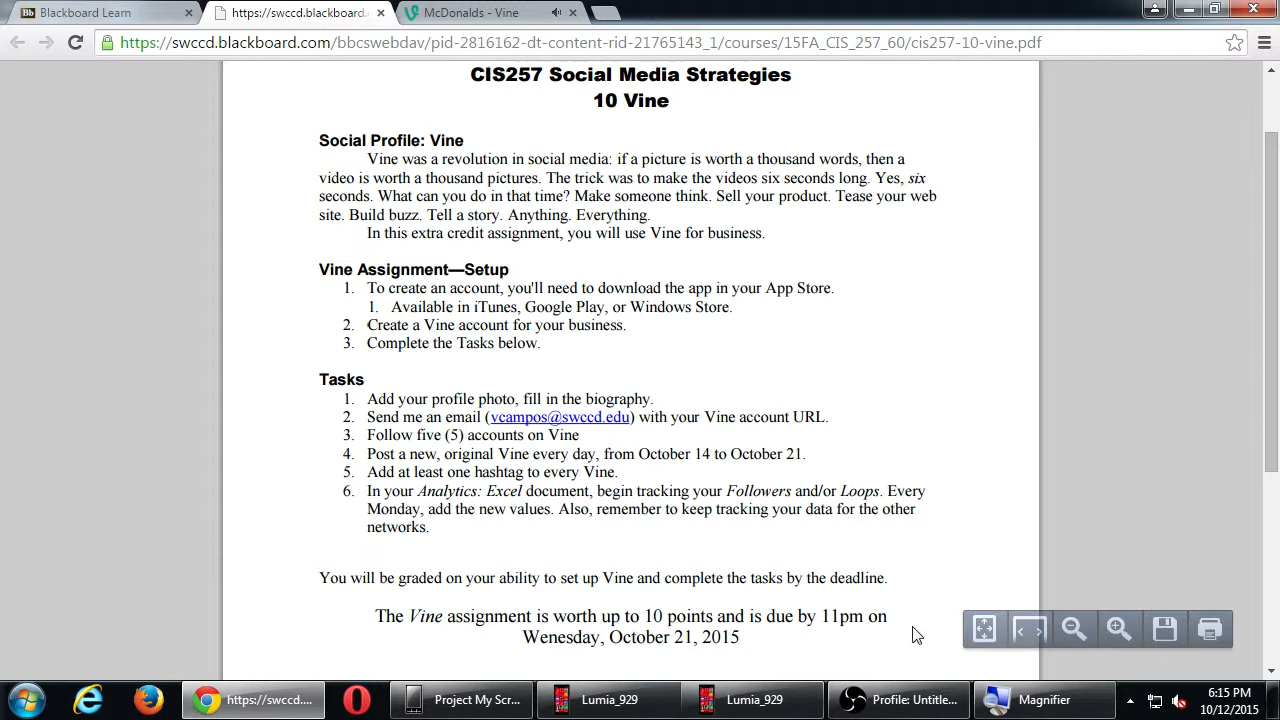 Blackboard Learn
https://swccd.blackboard.
McDonalds - Vine
https://swccd.blackboard.com/bbcswebdav/pid-2816162-dt-content-rid-21765143_1/courses/15FA_CIS_257_60/cis257-10-vine.pdf
CIS257 Social Media Strategies
10 Vine
Social Profile: Vine
Vine was a revolution in social media: if a picture is worth a thousand words, then a
video is worth a thousand pictures. The trick was to make the videos six seconds long. Yes, six
seconds. What can you do in that time? Make someone think. Sell your product. Tease your web
site. Build buzz. Tell a story. Anything. Everything.
In this extra credit assignment, you will use Vine for business.
Vine Assignment—Setup
1. To create an account, you'll need to download the app in your App Store.
1. Available in iTunes, Google Play, or Windows Store.
2. Create a Vine account for your business.
3. Complete the Tasks below.
Tasks
1. Add your profile photo, fill in the biography.
2. Send me an email (vcampos@swccd.edu) with your Vine account URL.
3. Follow five (5) accounts on Vine
4. Post a new, original Vine every day, from October 14 to October 21.
5. Add at least one hashtag to every Vine.
6. In your Analytics: Excel document, begin tracking your Followers and/or Loops. Every
Monday, add the new values. Also, remember to keep tracking your data for the other
networks.
You will be graded on your ability to set up Vine and complete the tasks by the deadline.
The Vine assignment is worth up to 10 points and is due by 11pm on
Wenesday, October 21, 2015
https://swccd....
Project My Scr...
Lumia_929
Lumia_929
Profile: Untitle...
Magnifier
6:15 PM
10/12/2015